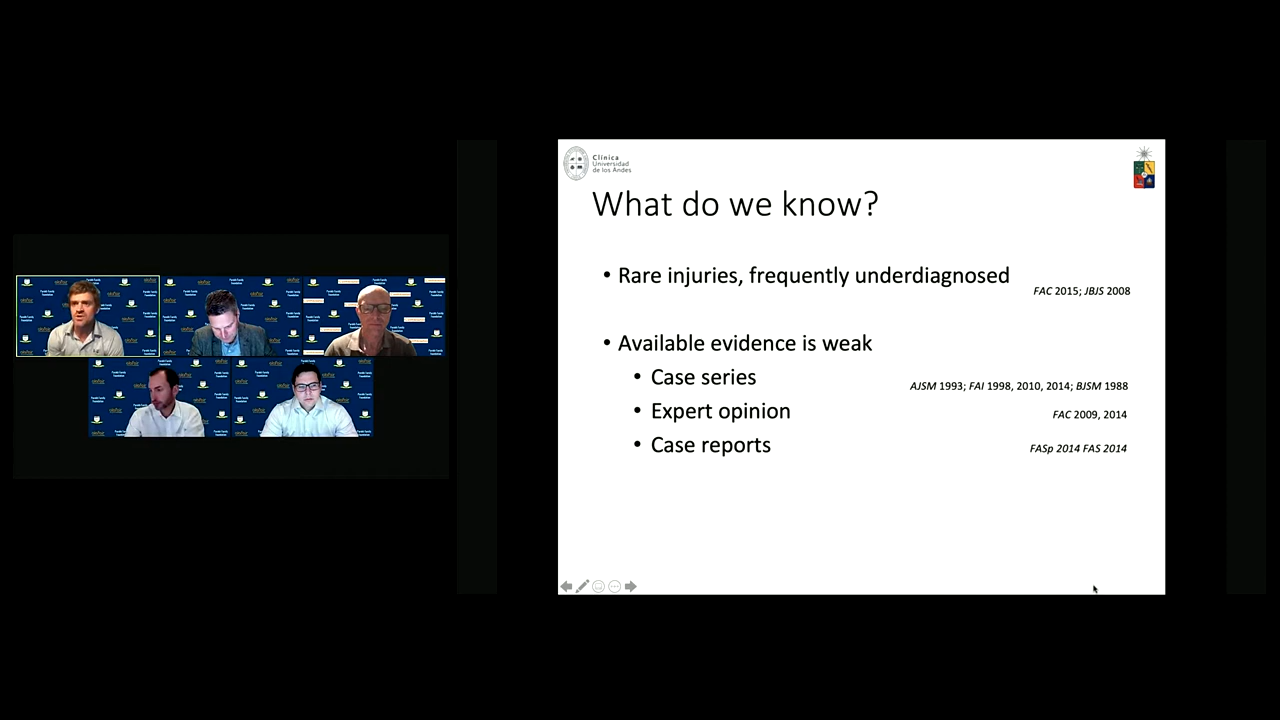 Clínica
Universidad
de los Andes
What do we know?
• Rare injuries, frequently underdiagnosed
FAC 2015; JBJS 2008
• Available evidence is weak
• Case series
AJSM 1993; FAI 1998, 2010, 2014; BJSM 1988
• Expert opinion
FAC 2009, 2014
• Case reports
FASp 2014 FAS 2014